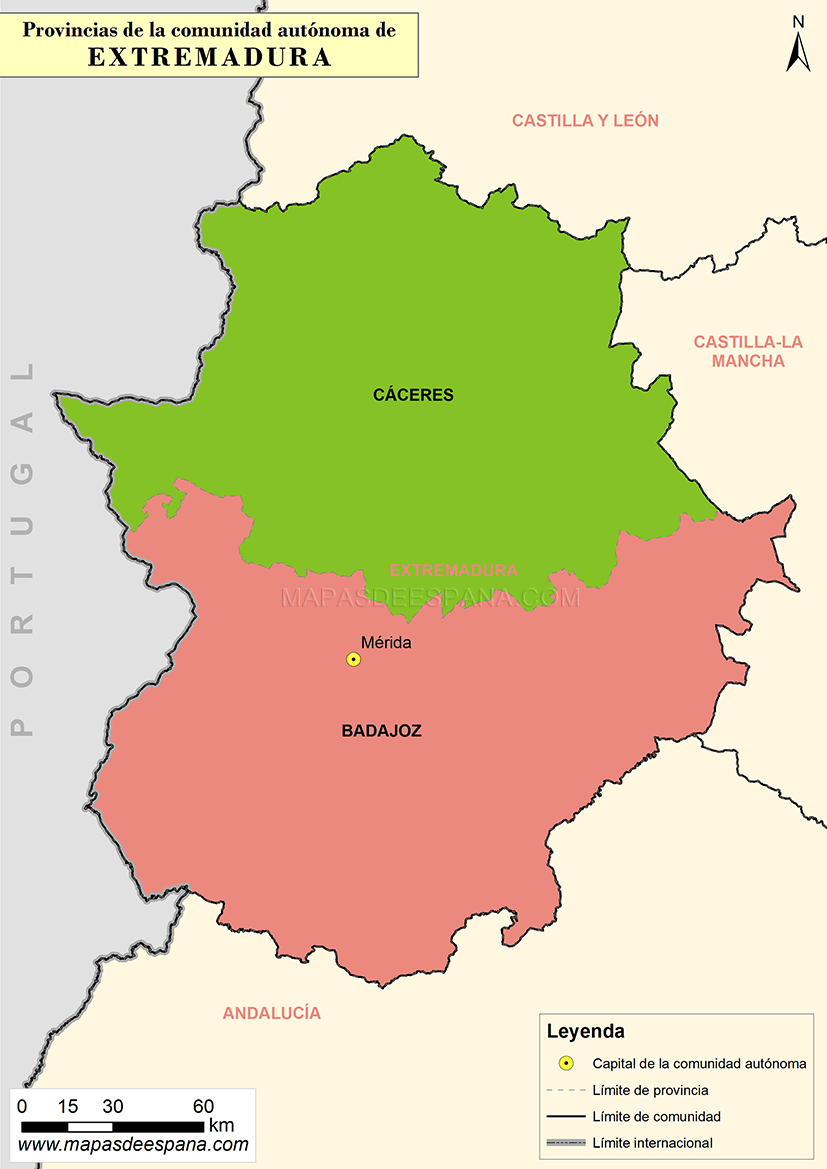 Provincias de la comunidad autónoma de
EXTREMADURA
N
CASTILLA Y LEÓN
CASTILLA-LA
MANCHA
CÁCERES
PORTUGAL
EXTREMADURA
MAPASDEESPANA.COM
Mérida
BADAJOZ
ANDALUCÍA
Leyenda
Capital de la comunidad autónoma
Límite de provincia
Límite de comunidad
Límite internacional
0 15 30 60
km
www.mapasdeespana.com